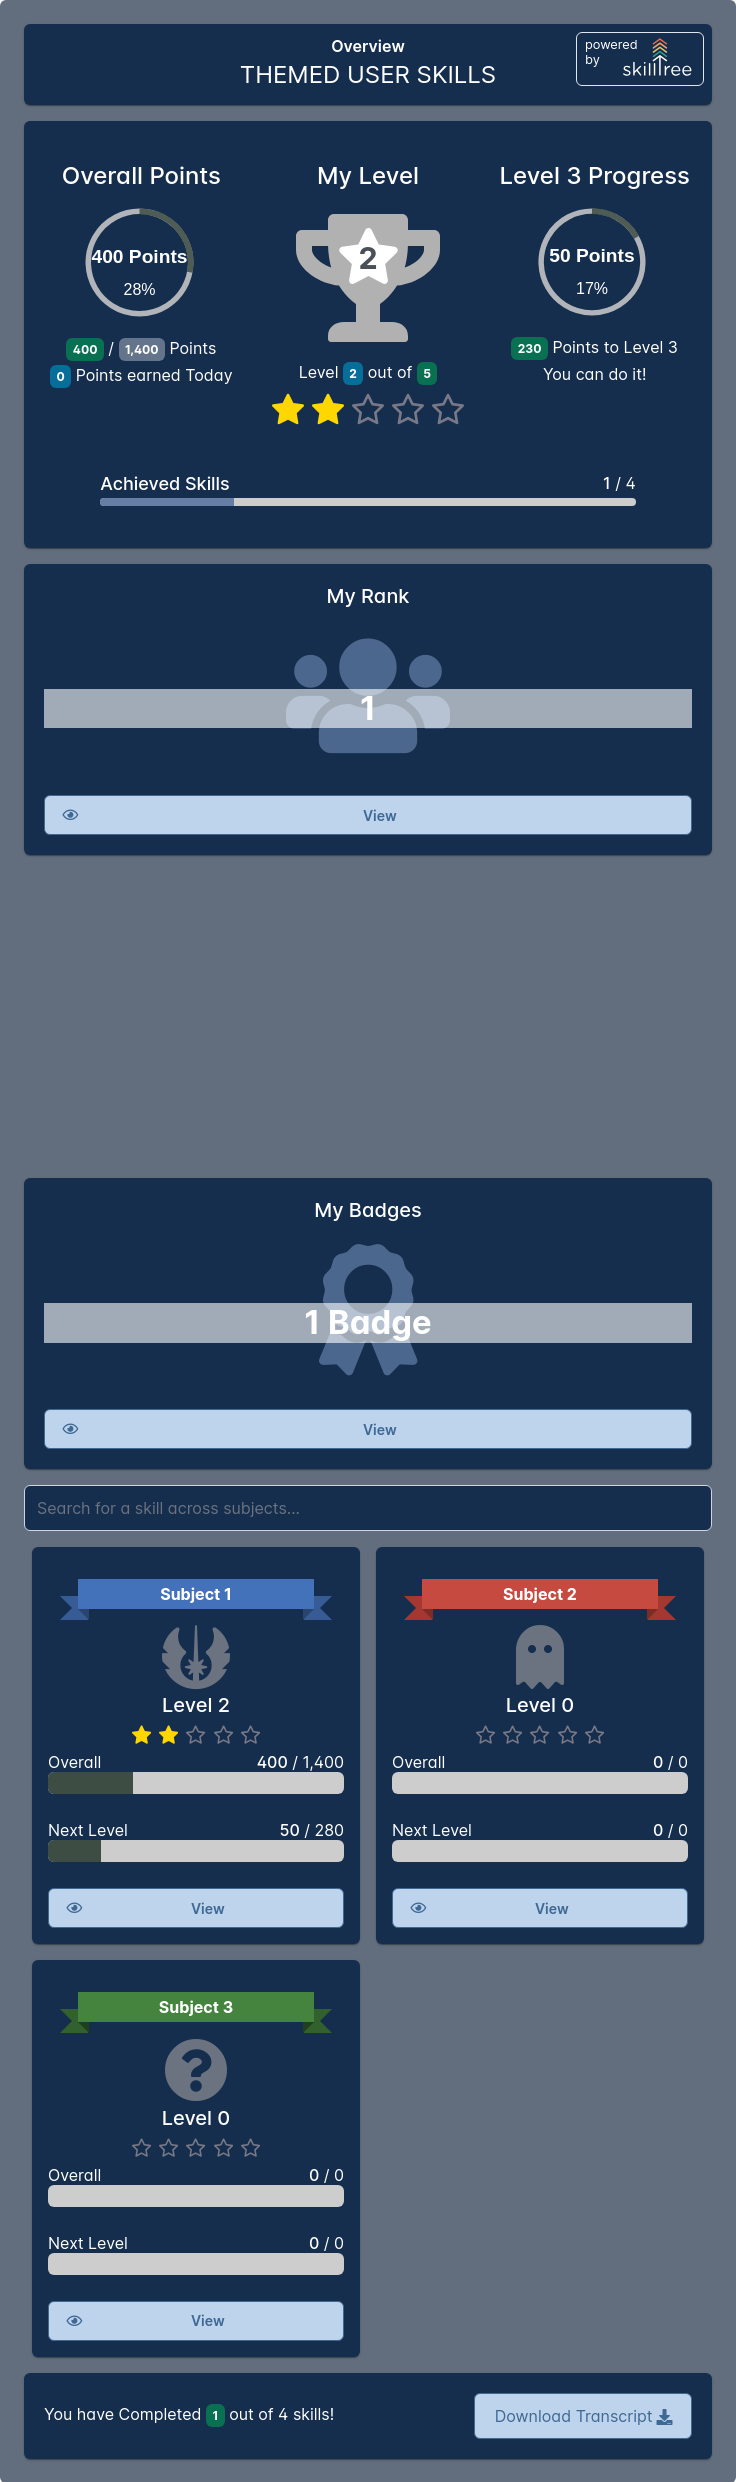 Overview
THEMED USER SKILLS
powered
by
skilltree
Overall Points
My Level
Level 3 Progress
400 Points
28%
2
50 Points
17%
400 / 1,400 Points
0 Points earned Today
Level 2 out of 5
230 Points to Level 3
You can do it!
Achieved Skills
1 / 4
My Rank
1
View
My Badges
1 Badge
View
Search for a skill across subjects...
Subject 1
Level 2
Overall
400 / 1,400
Next Level
50 / 280
View
Subject 2
Level 0
Overall
0 / 0
Next Level
0 / 0
View
Subject 3
Level 0
Overall
0 / 0
Next Level
0 / 0
View
You have Completed 1 out of 4 skills!
Download Transcript